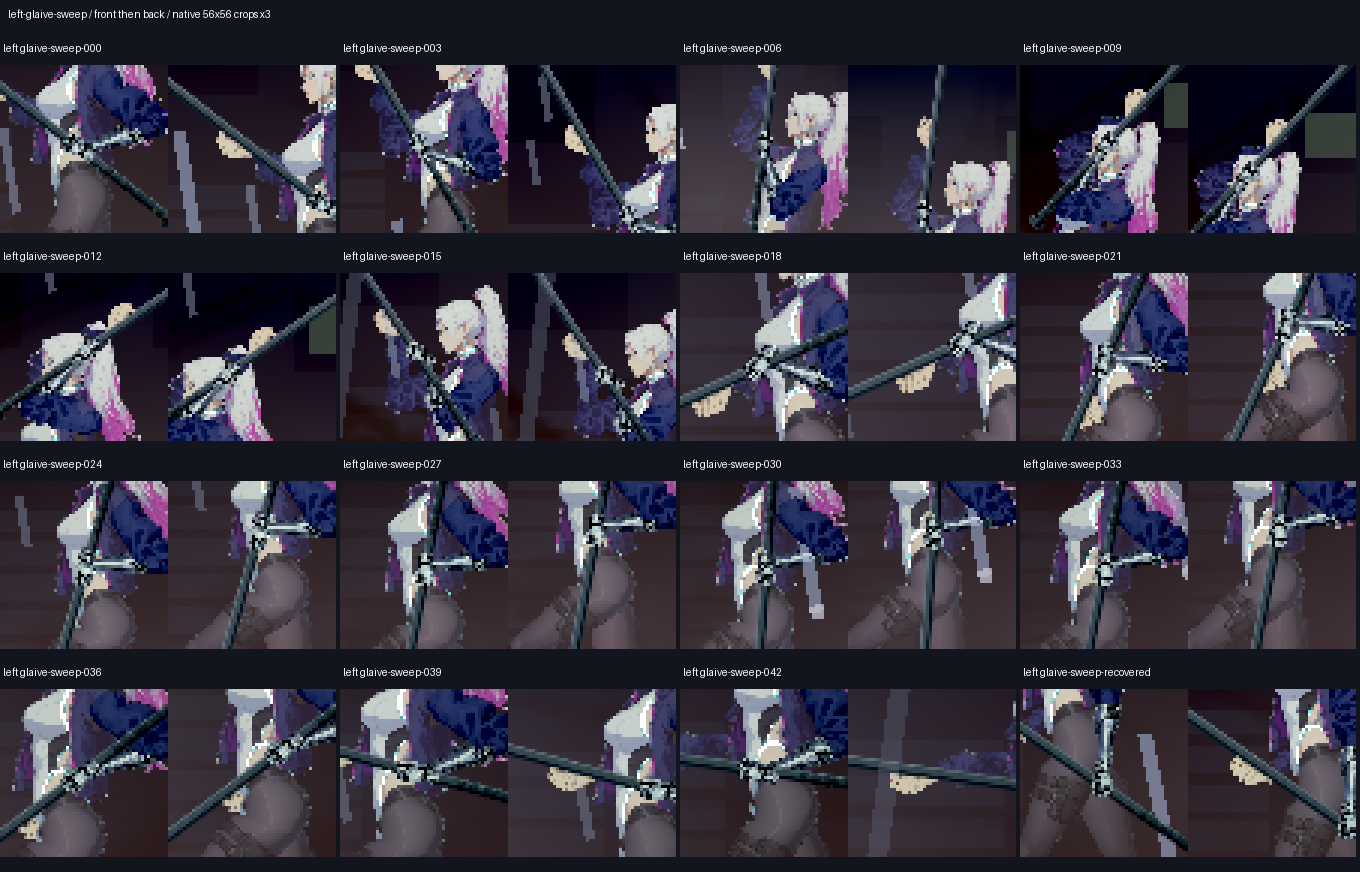 left-glaive-sweep / front then back / native 56x56 crops x3
left glaive-sweep-000
left glaive-sweep-003
left glaive-sweep-006
left glaive-sweep-009
left glaive-sweep-012
left glaive-sweep-015
left glaive-sweep-018
left glaive-sweep-021
left glaive-sweep-024
left glaive-sweep-027
left glaive-sweep-030
left glaive-sweep-033
left glaive-sweep-036
left glaive-sweep-039
left glaive-sweep-042
left glaive-sweep-recovered